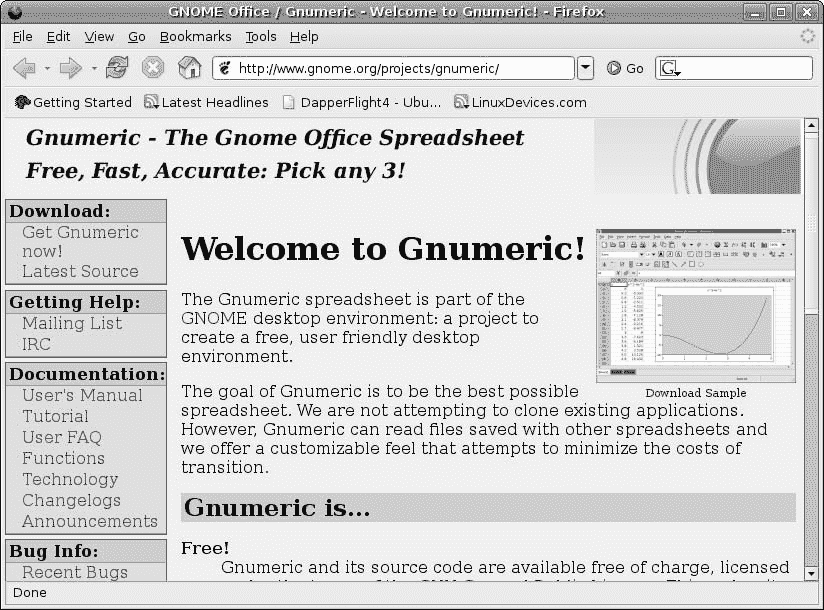 GNOME Office / Gnumeric - Welcome to Gnumeric! - Firefox
File Edit View Go Bookmarks Tools Help
http://www.gnome.org/projects/gnumeric/ Go G
Getting Started Latest Headlines DapperFlight4 - Ubu... LinuxDevices.com
Gnumeric - The Gnome Office Spreadsheet
Free, Fast, Accurate: Pick any 3!
Download:
Get Gnumeric
now!
Latest Source
Getting Help:
Mailing List
IRC
Documentation:
User's Manual
Tutorial
User FAQ
Functions
Technology
Changelogs
Announcements
Bug Info:
Recent Bugs
Welcome to Gnumeric!
The Gnumeric spreadsheet is part of the
GNOME desktop environment: a project to
create a free, user friendly desktop
environment.
Download Sample
The goal of Gnumeric is to be the best possible
spreadsheet. We are not attempting to clone existing applications.
However, Gnumeric can read files saved with other spreadsheets and
we offer a customizable feel that attempts to minimize the costs of
transition.
Gnumeric is...
Free!
Gnumeric and its source code are available free of charge, licensed
Done